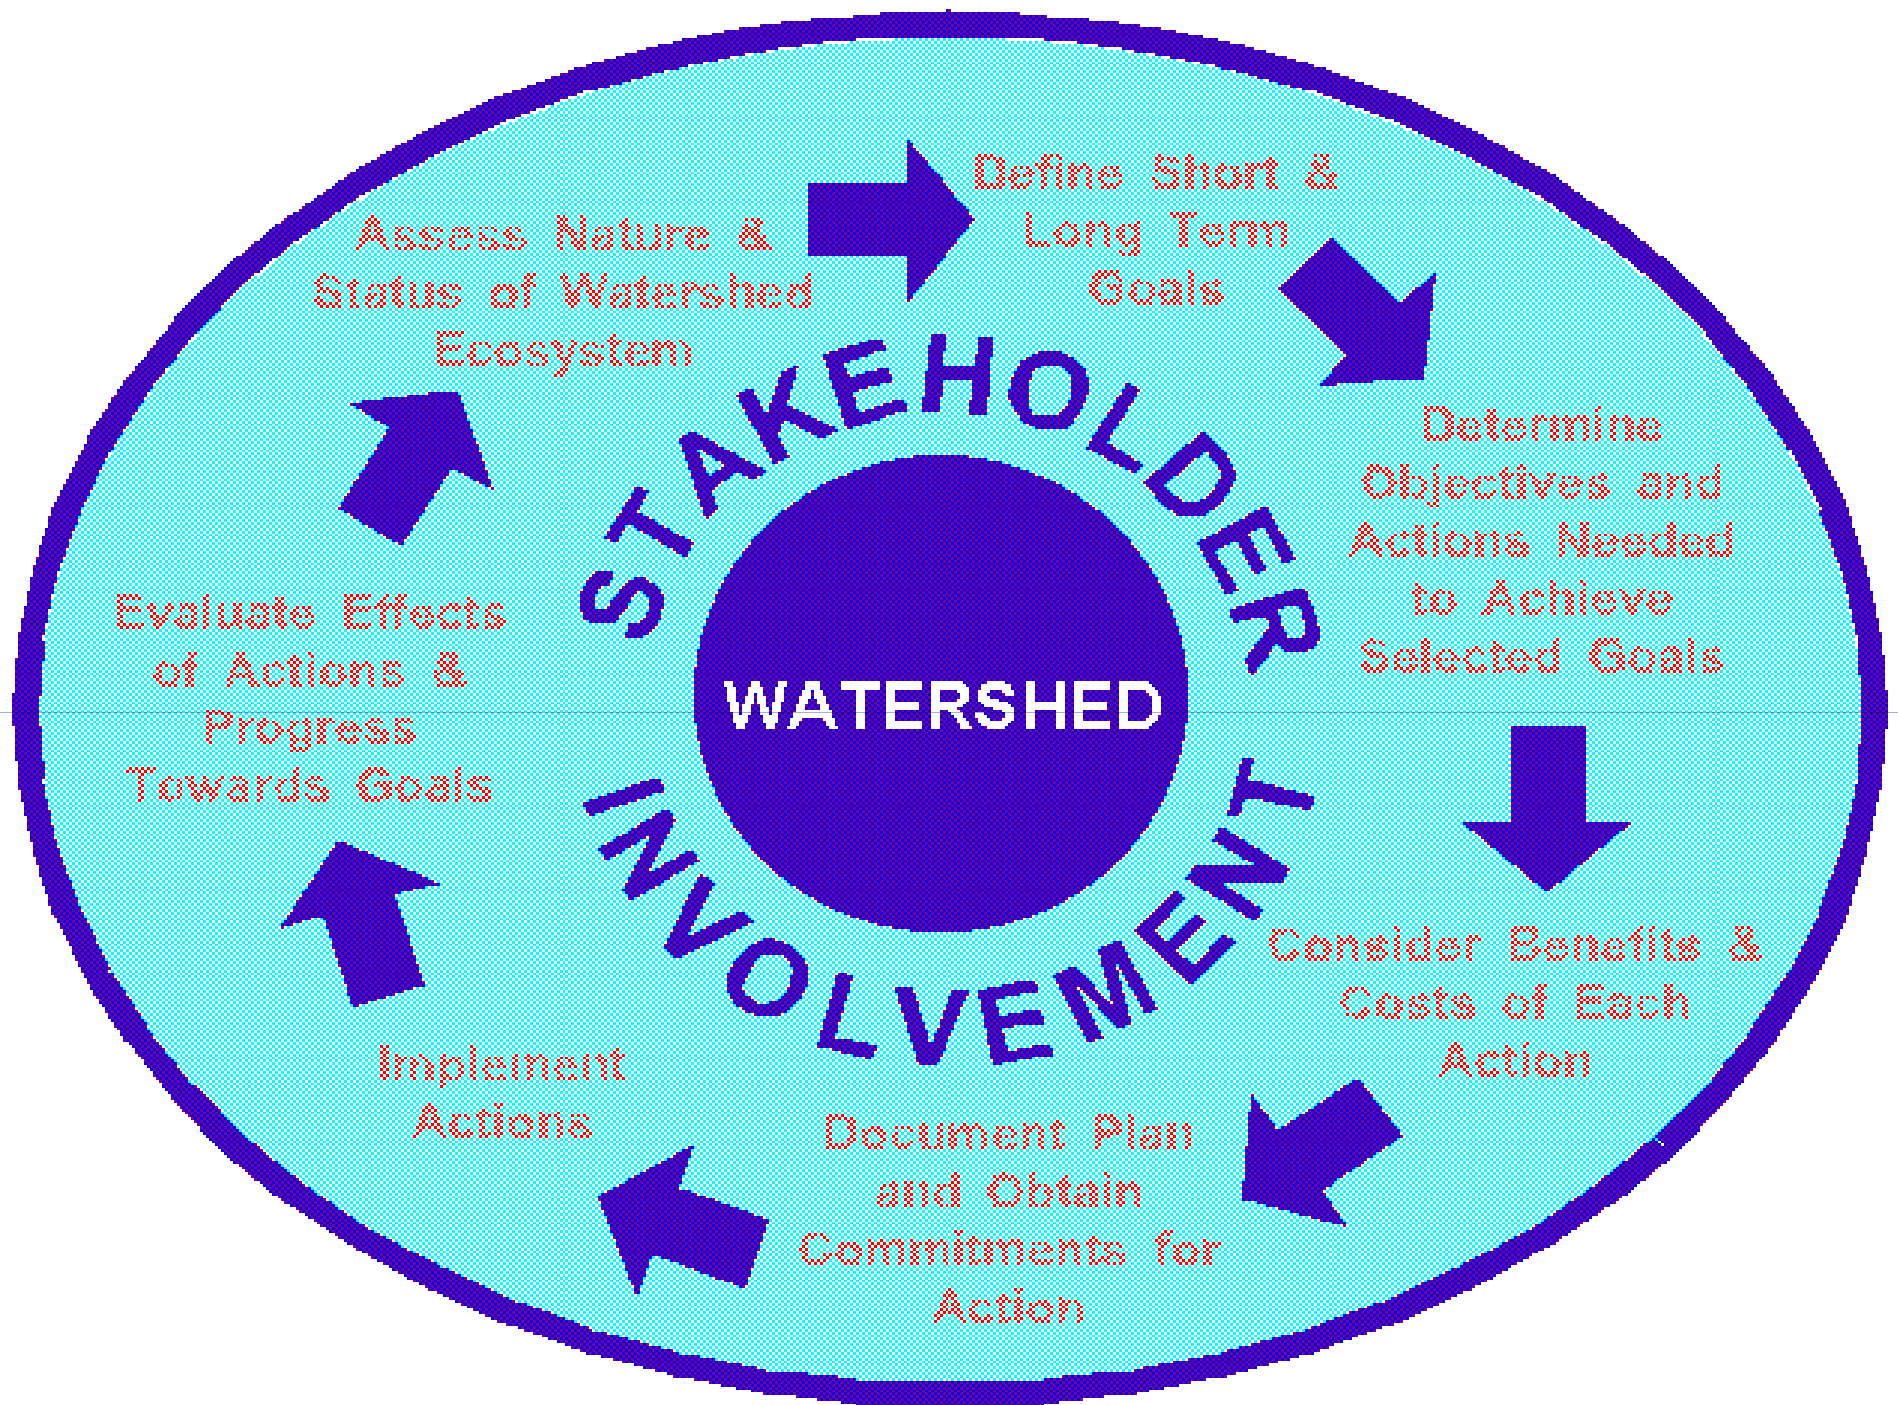 Assess Nature &
Status of Watershed
Ecosystem
Define Short &
Long Term
Goals
Determine
Objectives and
Actions Needed
to Achieve
Selected Goals
Consider Benefits &
Costs of Each
Action
Document Plan
and Obtain
Commitments for
Action
Implement
Actions
Evaluate Effects
of Actions &
Progress
Towards Goals
STAKEHOLDER
WATERSHED
INVOLVEMENT